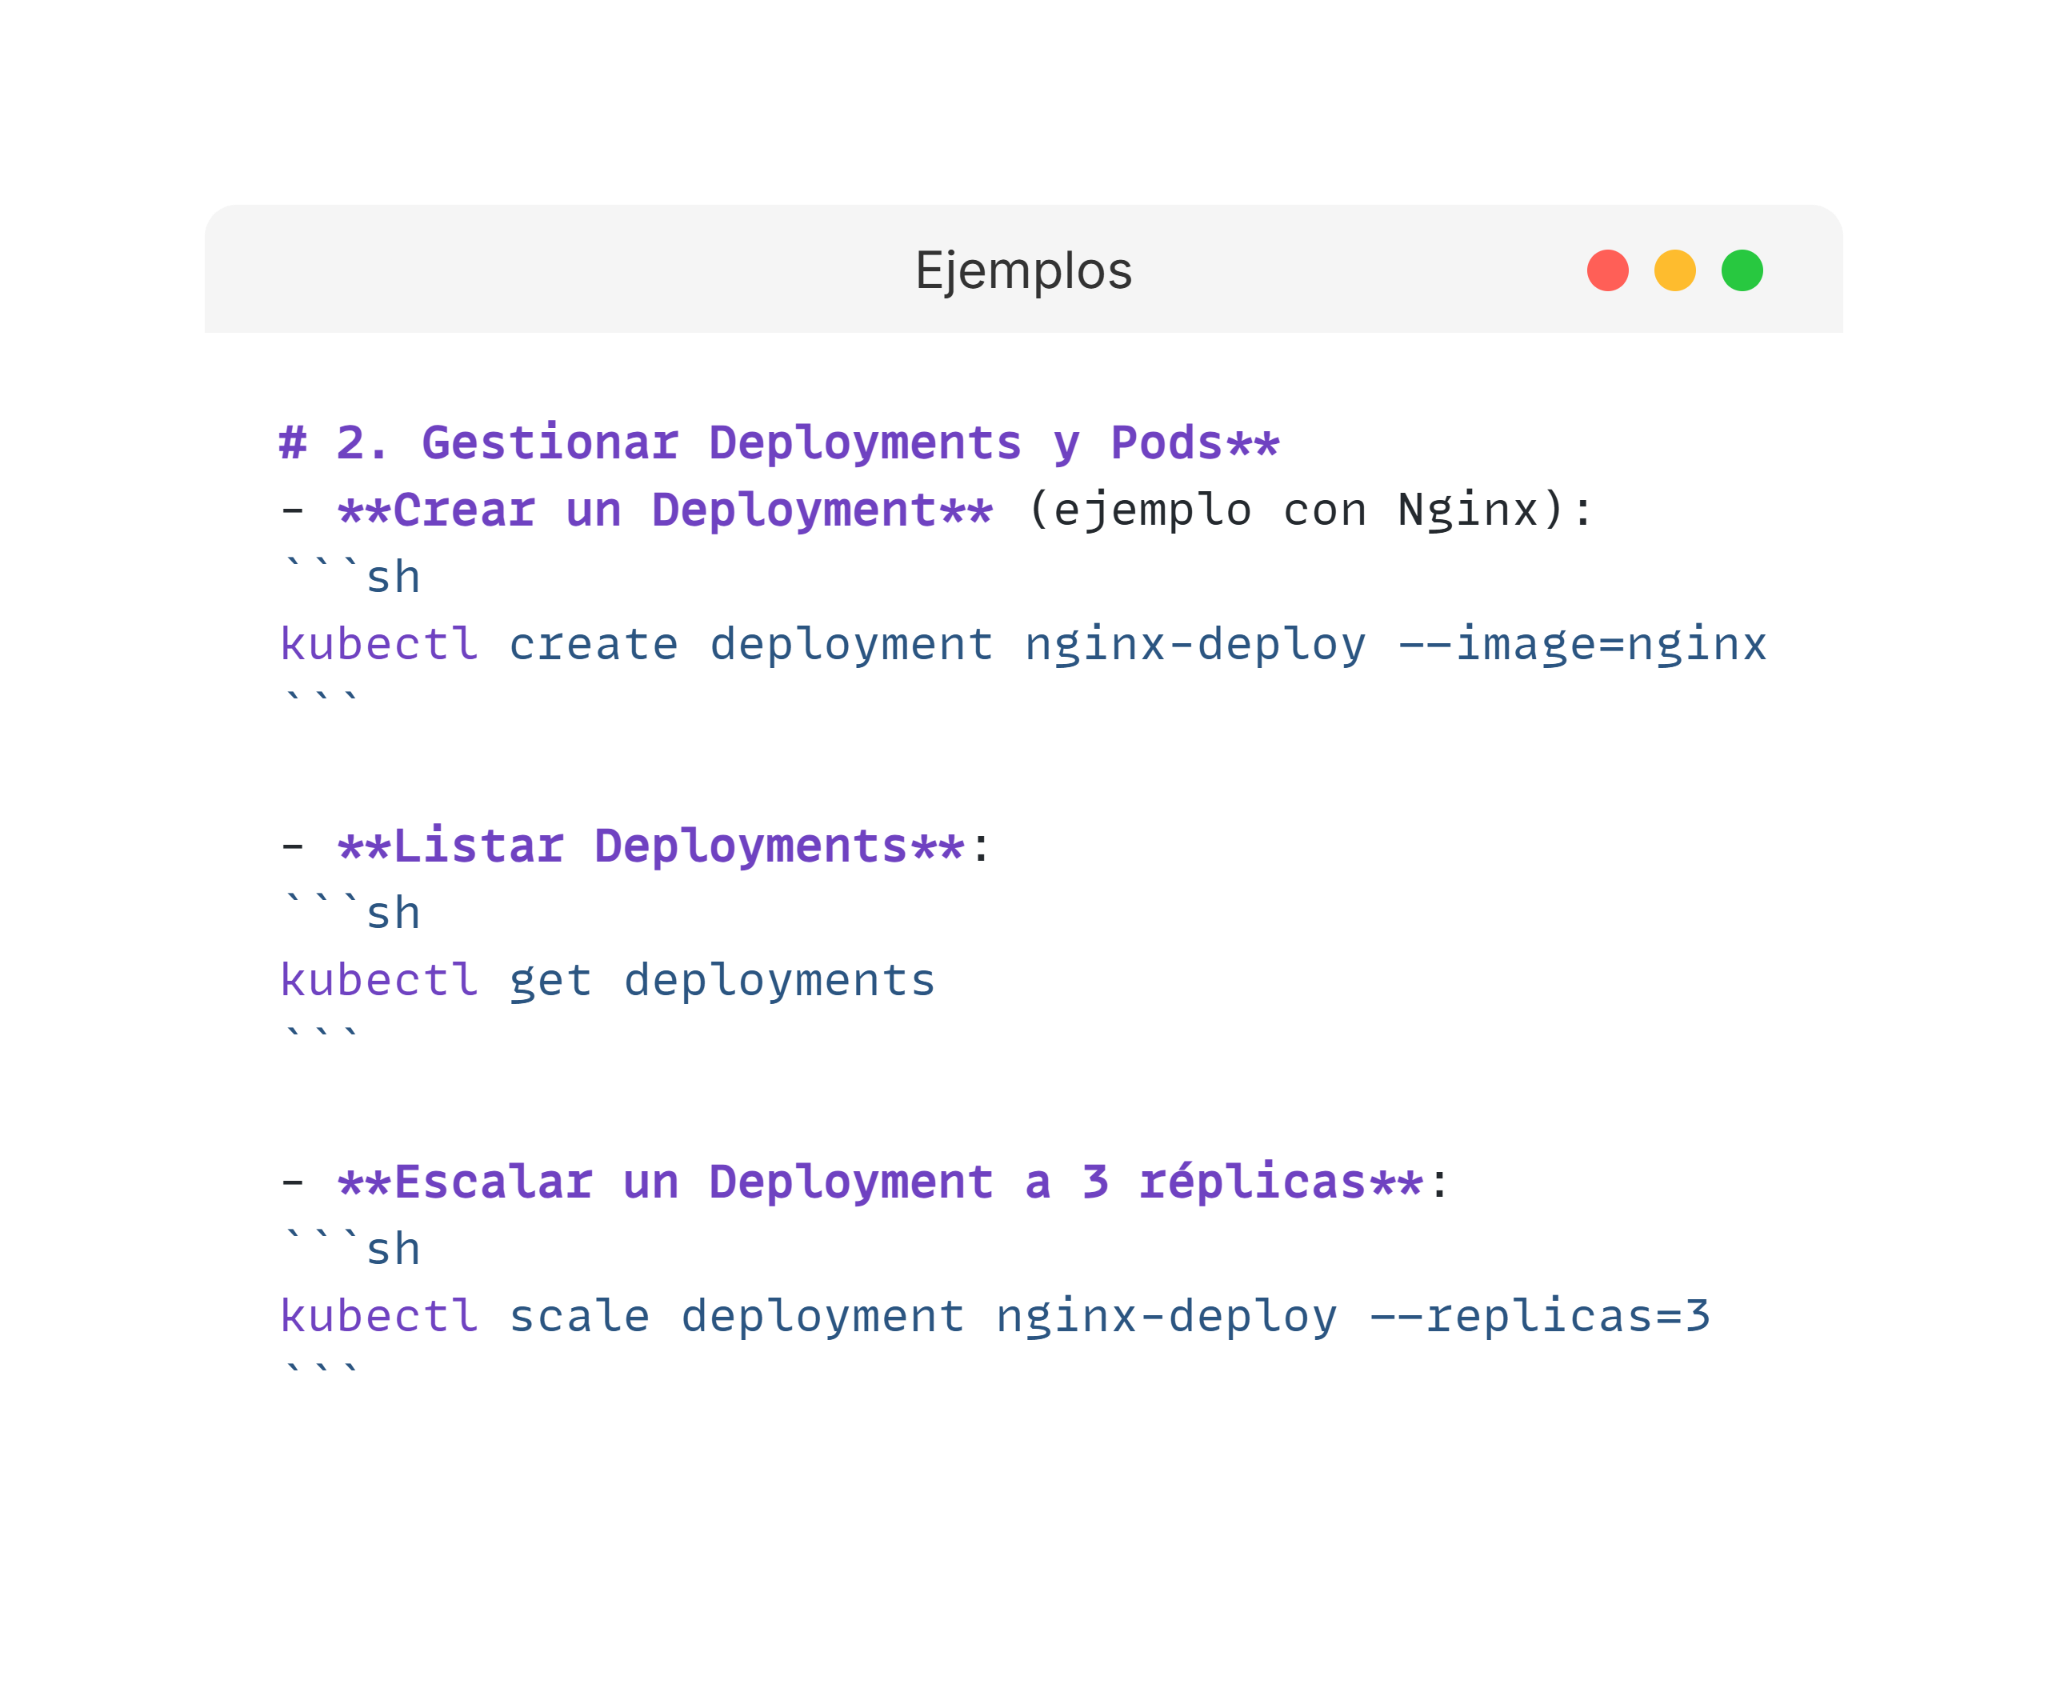 Ejemplos
# 2. Gestionar Deployments y Pods**
- **Crear un Deployment** (ejemplo con Nginx):
```sh
kubectl create deployment nginx-deploy --image=nginx
```
- **Listar Deployments**:
```sh
kubectl get deployments
```
- **Escalar un Deployment a 3 réplicas**:
```sh
kubectl scale deployment nginx-deploy --replicas=3
```